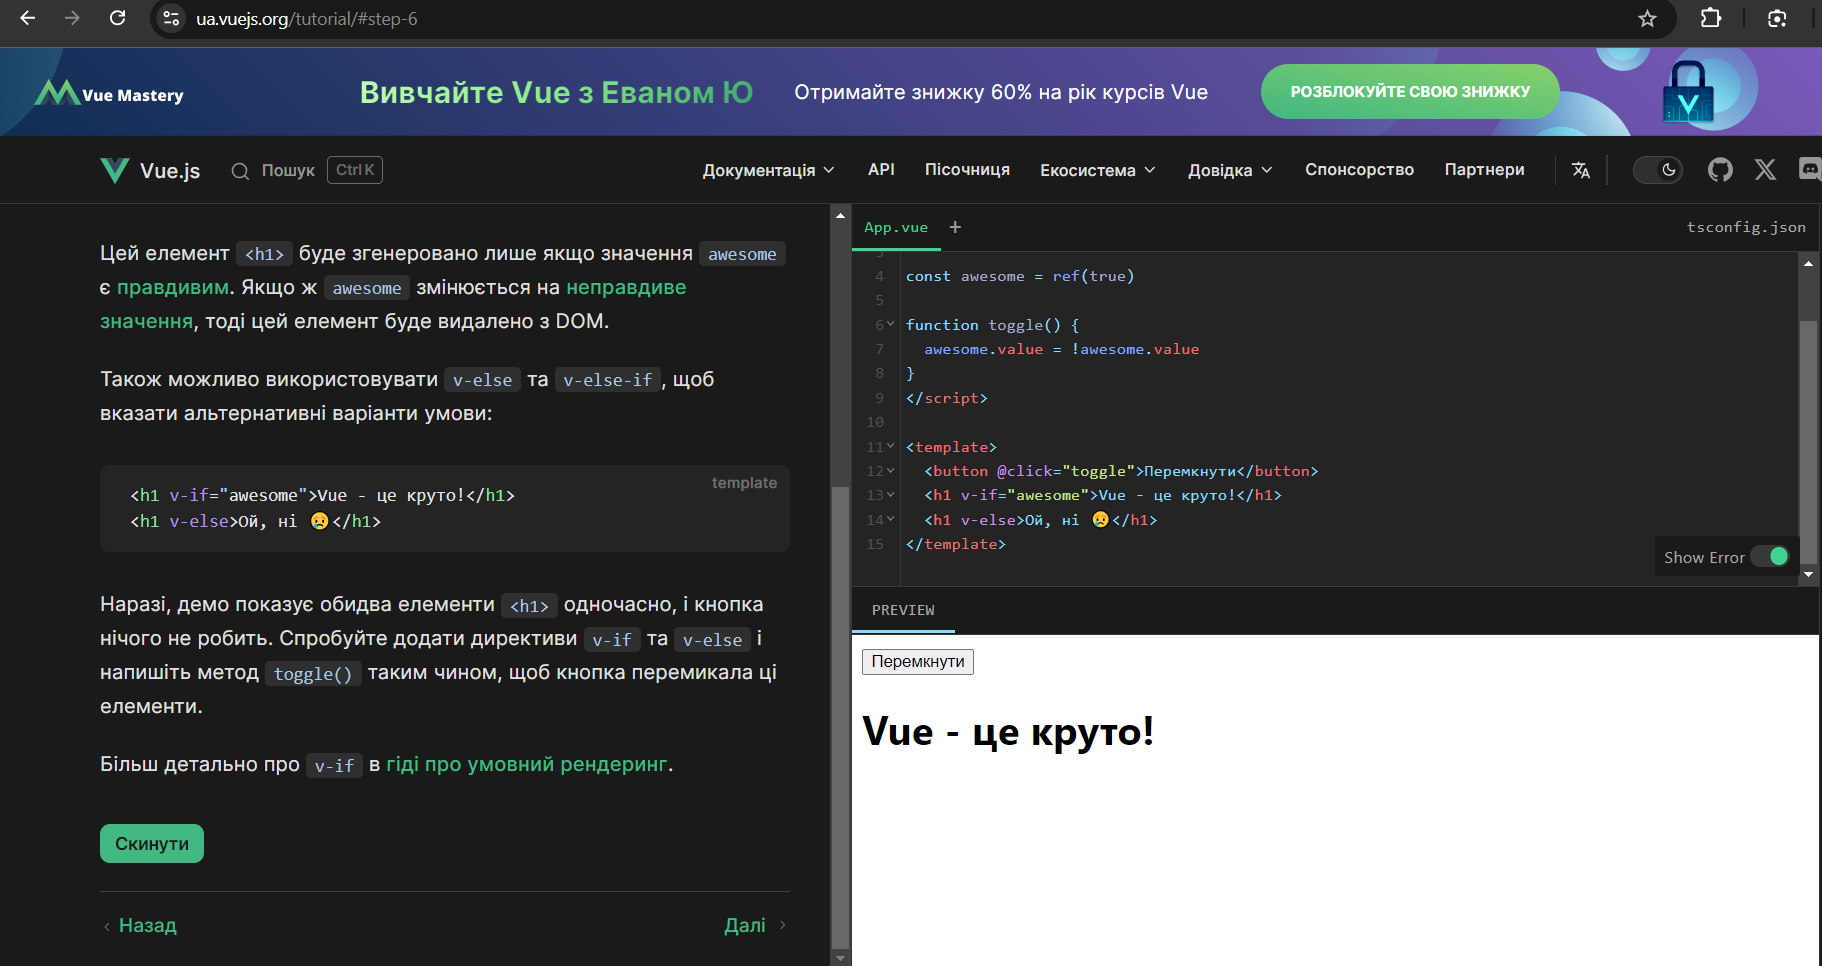 ua.vuejs.org/tutorial/#step-6
Vue Mastery
Вивчайте Vue з Еваном Ю
Отримайте знижку 60% на рік курсів Vue
РОЗБЛОКУЙТЕ СВОЮ ЗНИЖКУ
Vue.js
Пошук
Ctrl K
Документація
API
Пісочниця
Екосистема
Довідка
Спонсорство
Партнери
Цей елемент <h1> буде згенеровано лише якщо значення awesome
є правдивим. Якщо ж awesome змінюється на неправдиве
значення, тоді цей елемент буде видалено з DOM.
Також можливо використовувати v-else та v-else-if, щоб
вказати альтернативні варіанти умови:
template
<h1 v-if="awesome">Vue - це круто!</h1>
<h1 v-else>Ой, ні 😢</h1>
Наразі, демо показує обидва елементи <h1> одночасно, і кнопка
нічого не робить. Спробуйте додати директиви v-if та v-else і
напишіть метод toggle() таким чином, щоб кнопка перемикала ці
елементи.
Більш детально про v-if в гіді про умовний рендеринг.
Скинути
Назад
Далі
App.vue +
tsconfig.json
3
4 const awesome = ref(true)
5
6 function toggle() {
7 awesome.value = !awesome.value
8 }
9 </script>
10
11 <template>
12 <button @click="toggle">Перемкнути</button>
13 <h1 v-if="awesome">Vue - це круто!</h1>
14 <h1 v-else>Ой, ні 😢</h1>
15 </template>
Show Error
PREVIEW
Перемкнути
Vue - це круто!